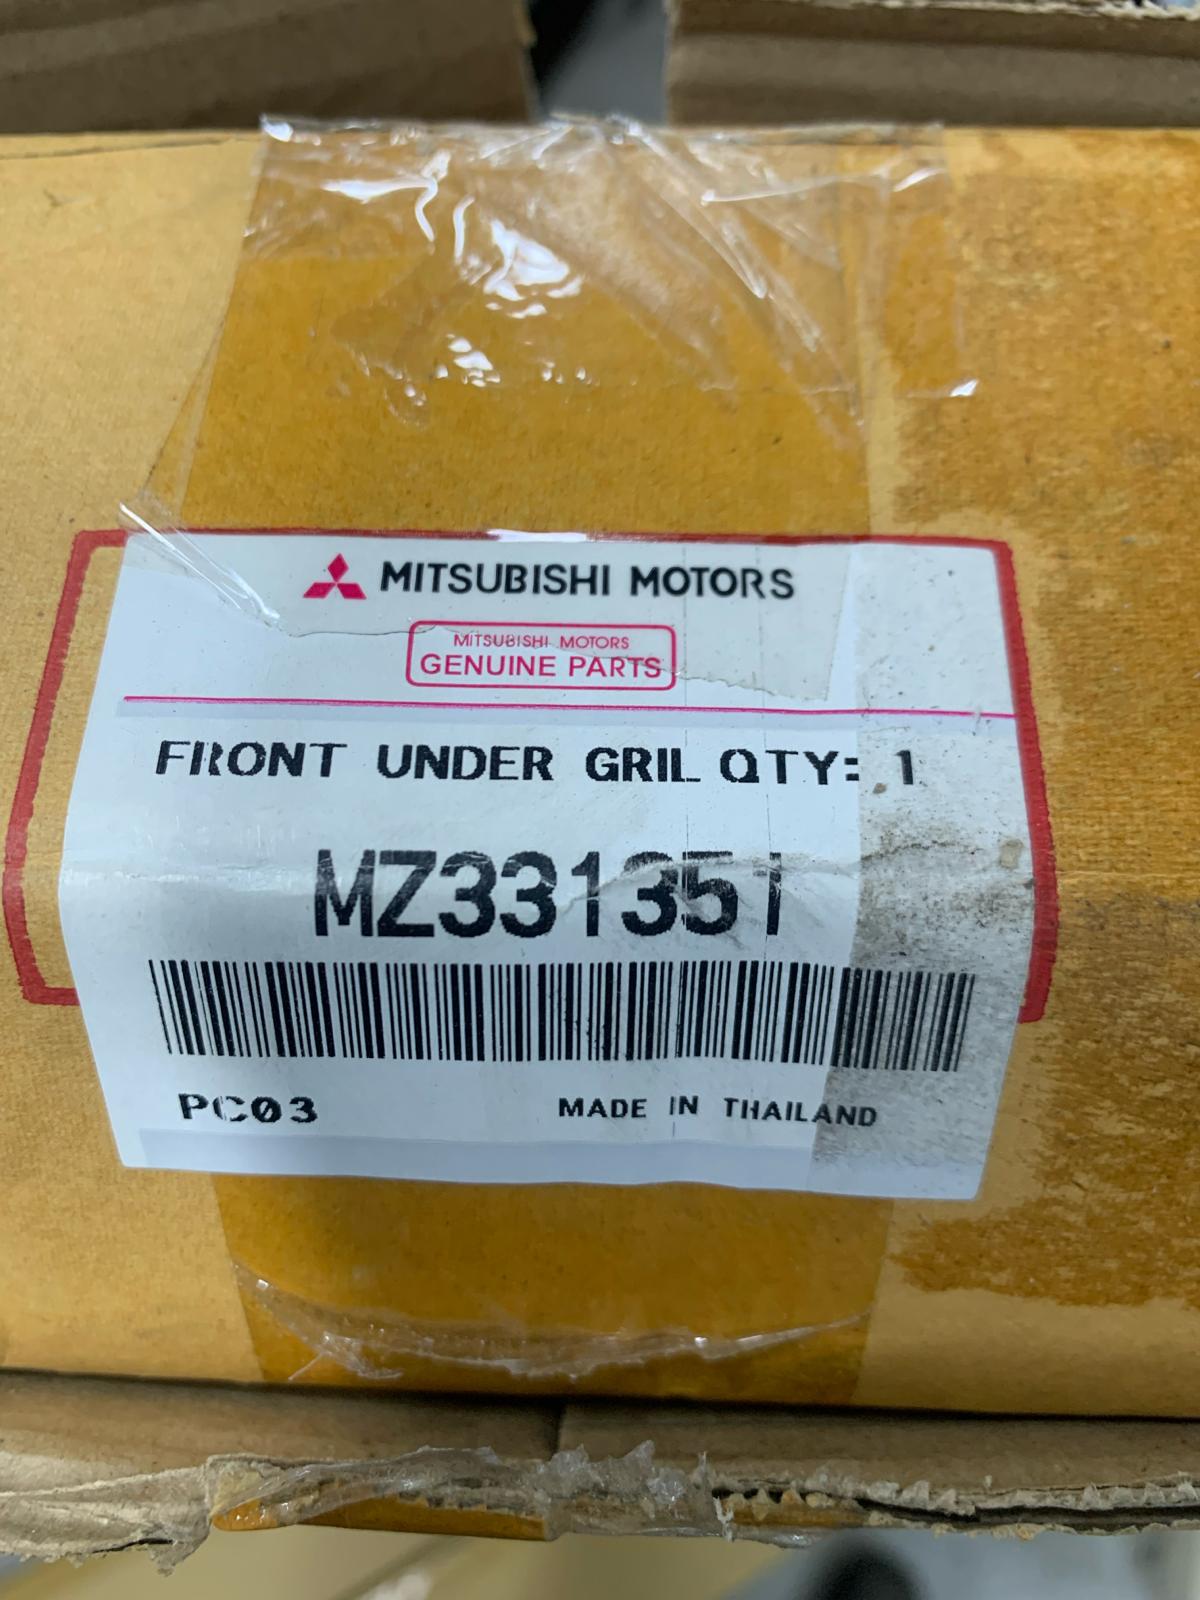 MITSUBISHI MOTORS
MITSUBISHI MOTORS
GENUINE PARTS
FRONT UNDER GRIL QTY: 1
MZ331351
PC03
MADE IN THAILAND